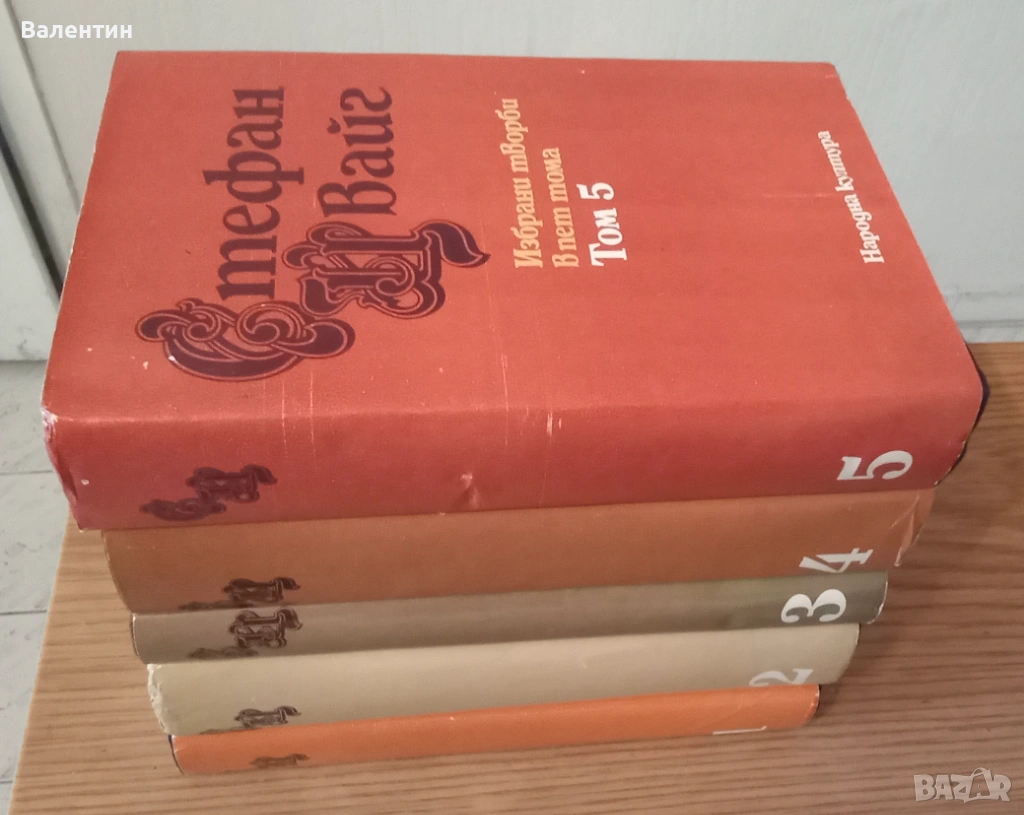 Валентин
Стефан
Цвайг
Избрани творби
в пет тома
Том 5
Народна култура
5
4
3
2
1
BAZAR